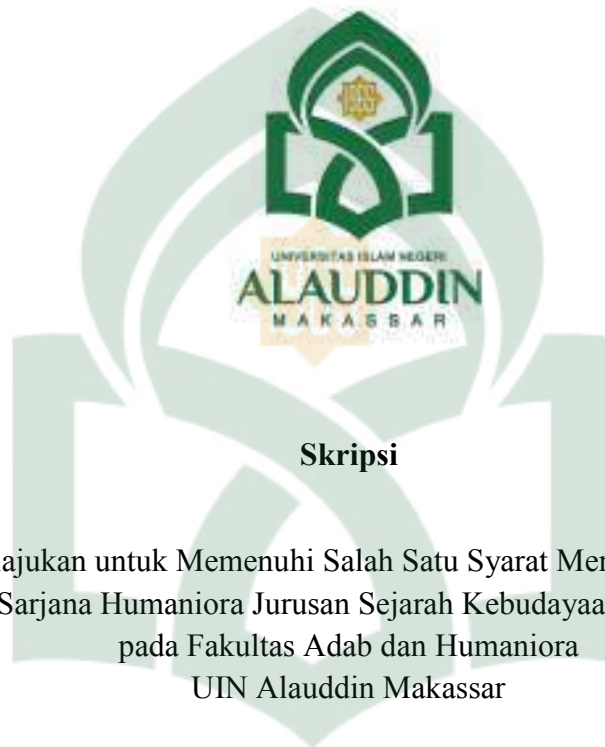 UNIVERSITAS ISLAM NEGERI
ALAUDDIN
MAKASSAR
Skripsi
ajukan untuk Memenuhi Salah Satu Syarat
Sarjana Humaniora Jurusan Sejarah
pada Fakultas Adab dan Humaniora
UIN Alauddin Makassar